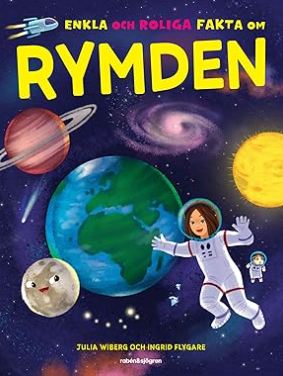 ENKLA OCH ROLIGA FAKTA OM
RYMDEN
JULIA WIBERG OCH INGRID FLYGARE
rabén&sjögren